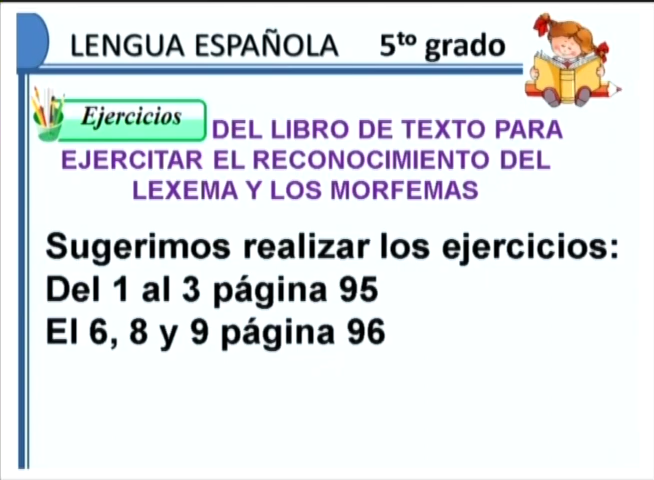 LENGUA ESPAÑOLA 5to grado
Ejercicios DEL LIBRO DE TEXTO PARA
EJERCITAR EL RECONOCIMIENTO DEL
LEXEMA Y LOS MORFEMAS
Sugerimos realizar los ejercicios:
Del 1 al 3 página 95
El 6, 8 y 9 página 96